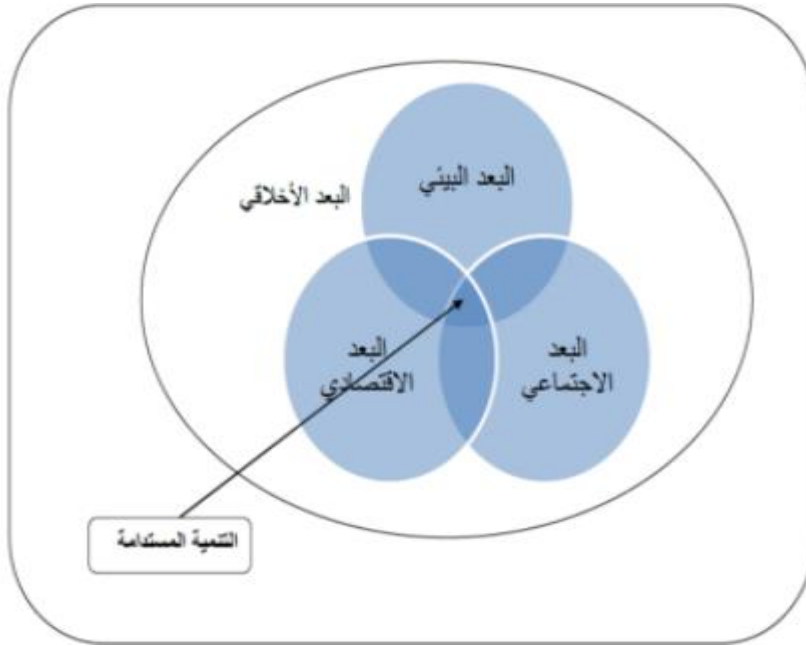 البعد البيئي
البعد الأخلاقي
البعد
الاجتماعي
البعد
الاقتصادي
التنمية المستدامة